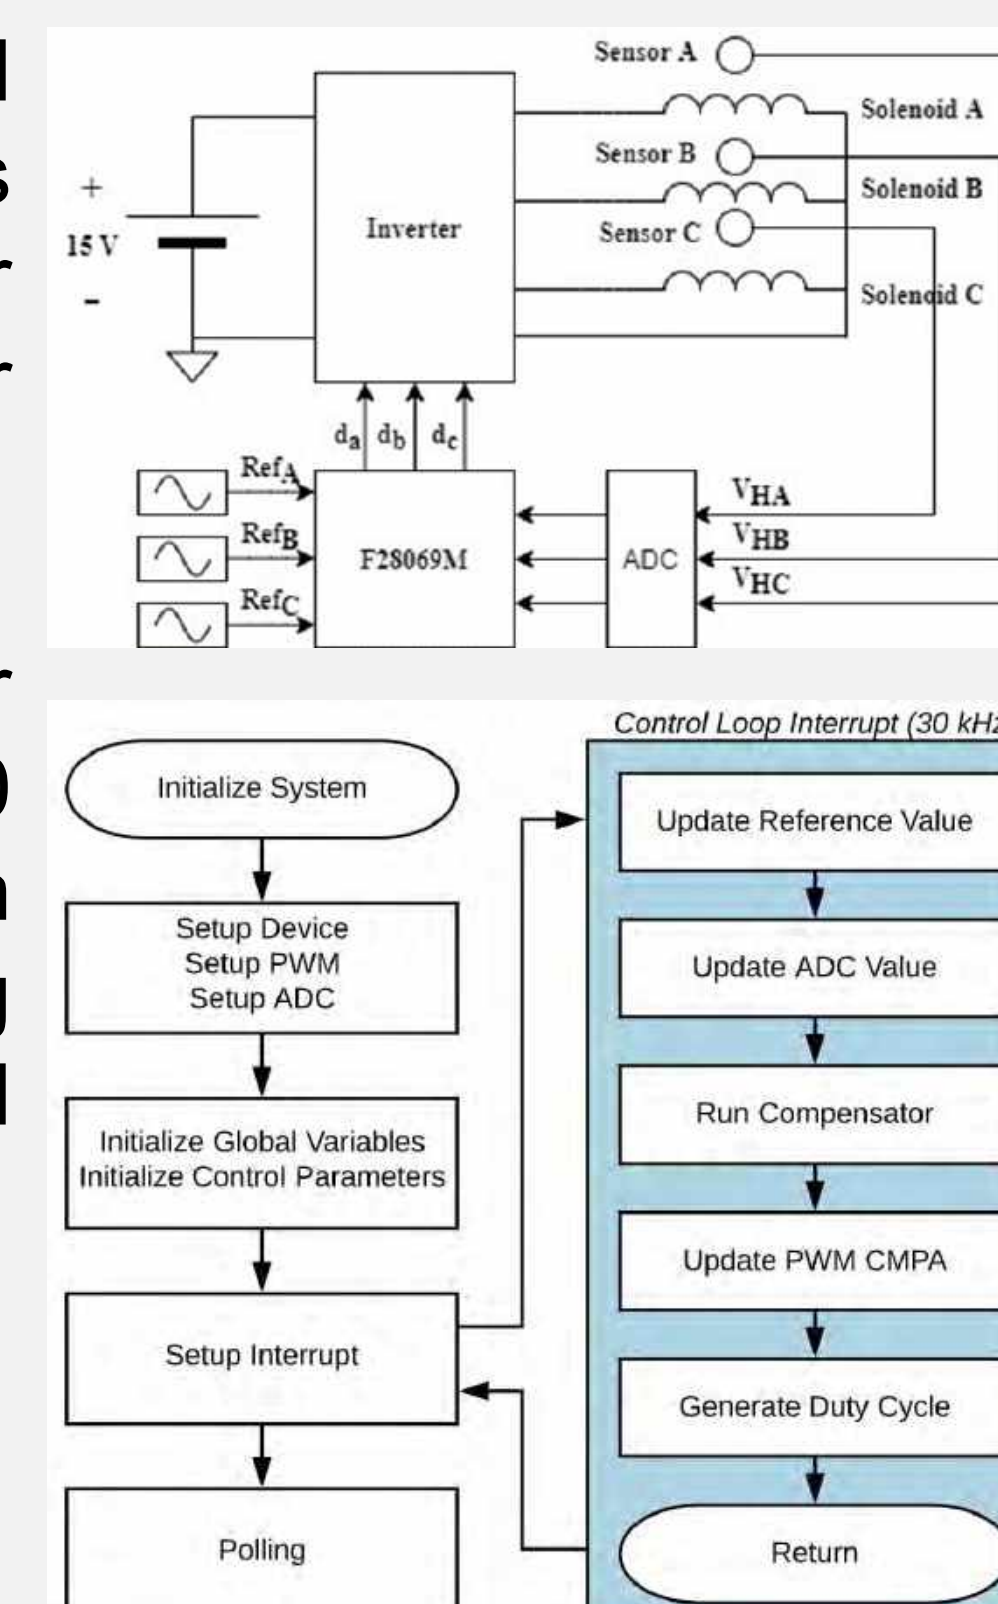 Sensor A
Solenoid A
Sensor B
Solenoid B
Sensor C
Solenoid C
+
15 V
-
Inverter
da db dc
RefA
RefB
RefC
F28069M
ADC
VHA
VHB
VHC
Control Loop Interrupt (30 kHz
Initialize System
Setup Device
Setup PWM
Setup ADC
Initialize Global Variables
Initialize Control Parameters
Setup Interrupt
Polling
Update Reference Value
Update ADC Value
Run Compensator
Update PWM CMPA
Generate Duty Cycle
Return